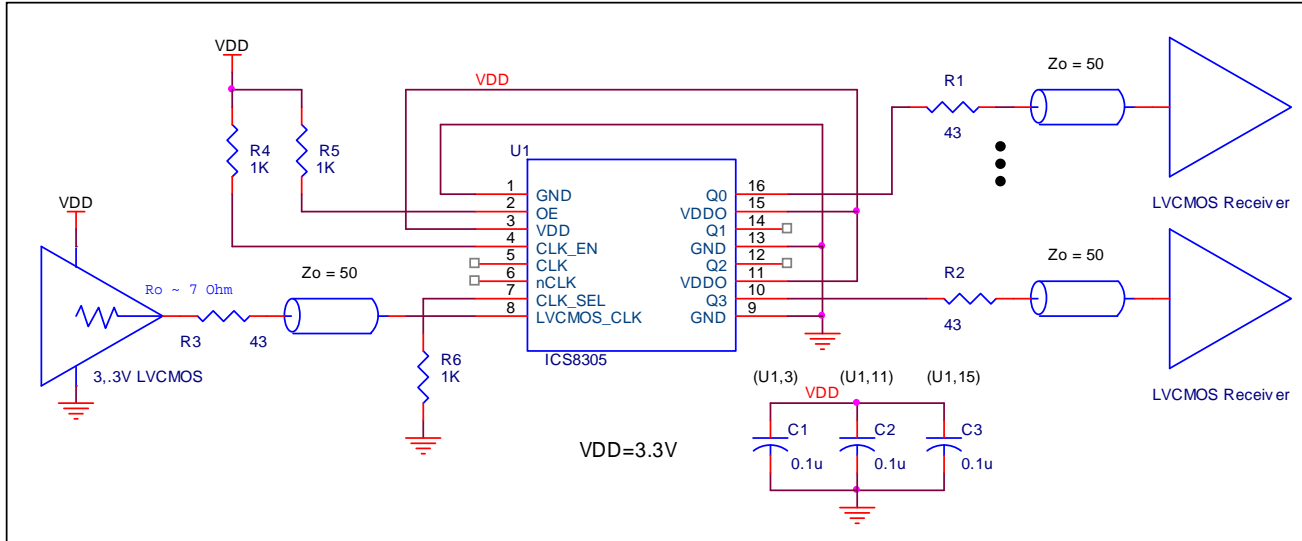 VDD
R4
1K
R5
1K
VDD
U1
1
GND
2
OE
3
VDD
4
CLK_EN
5
CLK
6
nCLK
7
CLK_SEL
8
LVCMOS_CLK
16
Q0
15
VDDO
14
Q1
13
GND
12
Q2
11
VDDO
10
Q3
9
GND
ICS8305
VDD
Ro ~ 7 Ohm
R3
43
3,.3V LVCMOS
Zo = 50
R6
1K
R1
43
Zo = 50
LVCMOS Receiver
R2
43
Zo = 50
LVCMOS Receiver
VDD=3.3V
(U1,3)
(U1,11)
(U1,15)
VDD
C1
0.1u
C2
0.1u
C3
0.1u